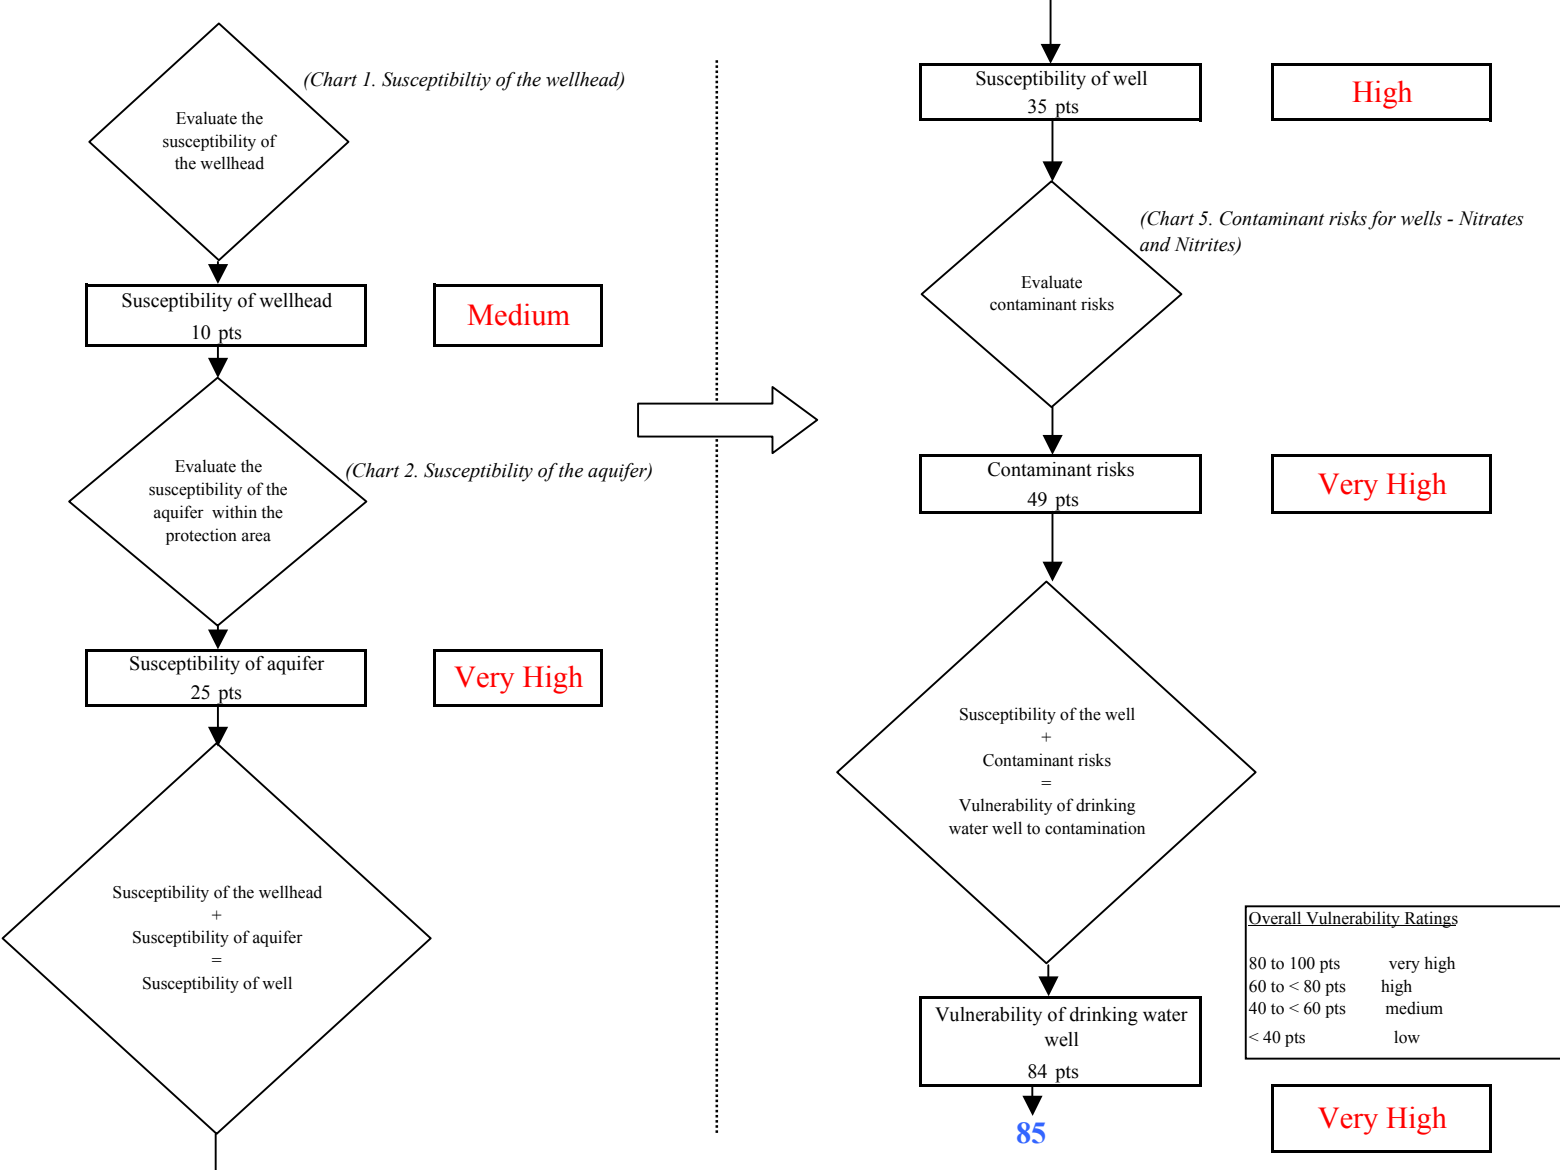 (Chart 1. Susceptibiltiy of the wellhead)
Evaluate the
susceptibility of
the wellhead
Susceptibility of wellhead
10 pts
Medium
(Chart 2. Susceptibility of the aquifer)
Evaluate the
susceptibility of the
aquifer within the
protection area
Susceptibility of aquifer
25 pts
Very High
Susceptibility of the wellhead
+
Susceptibility of aquifer
=
Susceptibility of well
Susceptibility of well
35 pts
High
(Chart 5. Contaminant risks for wells - Nitrates
and Nitrites)
Evaluate
contaminant risks
Contaminant risks
49 pts
Very High
Susceptibility of the well
+
Contaminant risks
=
Vulnerability of drinking
water well to contamination
Overall Vulnerability Ratings
80 to 100 pts very high
60 to < 80 pts high
40 to < 60 pts medium
< 40 pts low
Vulnerability of drinking water
well
84 pts
85
Very High